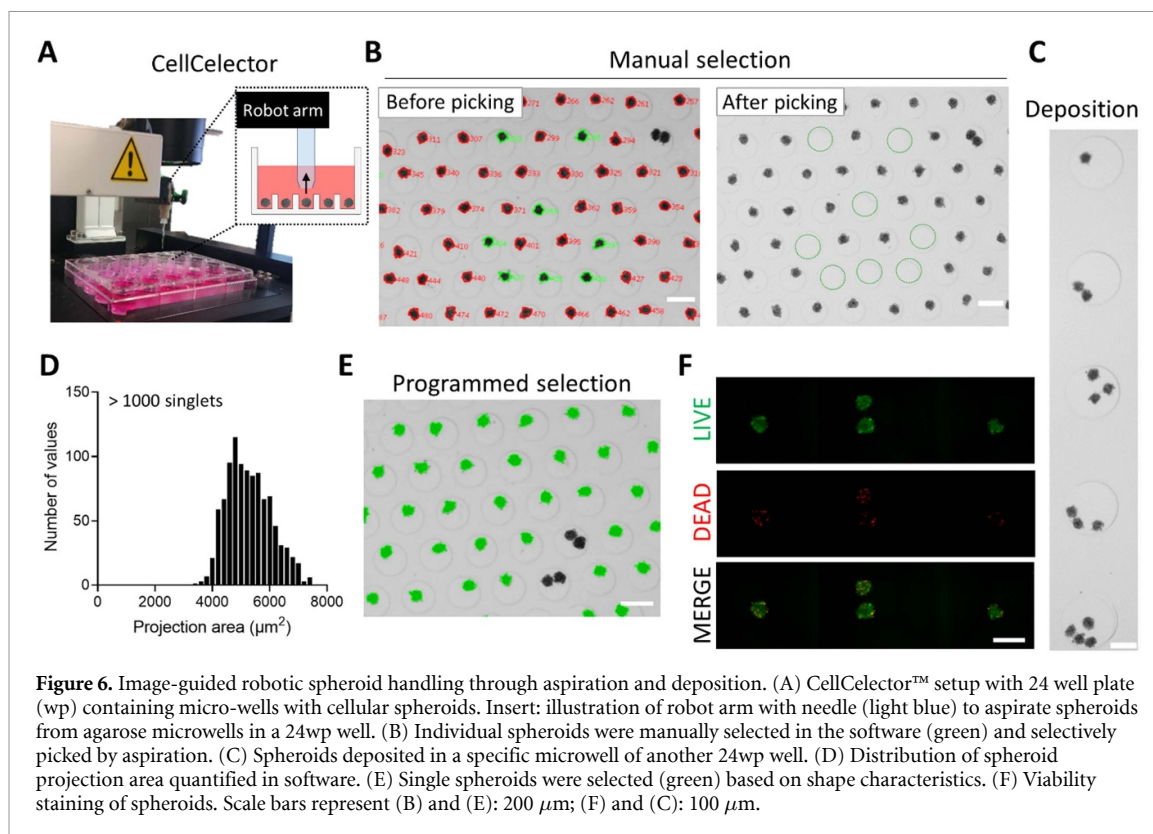 A
CellCelector
Robot arm
B
Manual selection
Before picking
After picking
C
Deposition
D
> 1000 singlets
150
100
50
0
Number of values
0 2000 4000 6000 8000
Projection area (µm²)
E
Programmed selection
F
LIVE
DEAD
MERGE
Figure 6. Image-guided robotic spheroid handling through aspiration and deposition. (A) CellCelector™ setup with 24 well plate
(wp) containing micro-wells with cellular spheroids. Insert: illustration of robot arm with needle (light blue) to aspirate spheroids
from agarose microwells in a 24wp well. (B) Individual spheroids were manually selected in the software (green) and selectively
picked by aspiration. (C) Spheroids deposited in a specific microwell of another 24wp well. (D) Distribution of spheroid
projection area quantified in software. (E) Single spheroids were selected (green) based on shape characteristics. (F) Viability
staining of spheroids. Scale bars represent (B) and (E): 200 µm; (F) and (C): 100 µm.